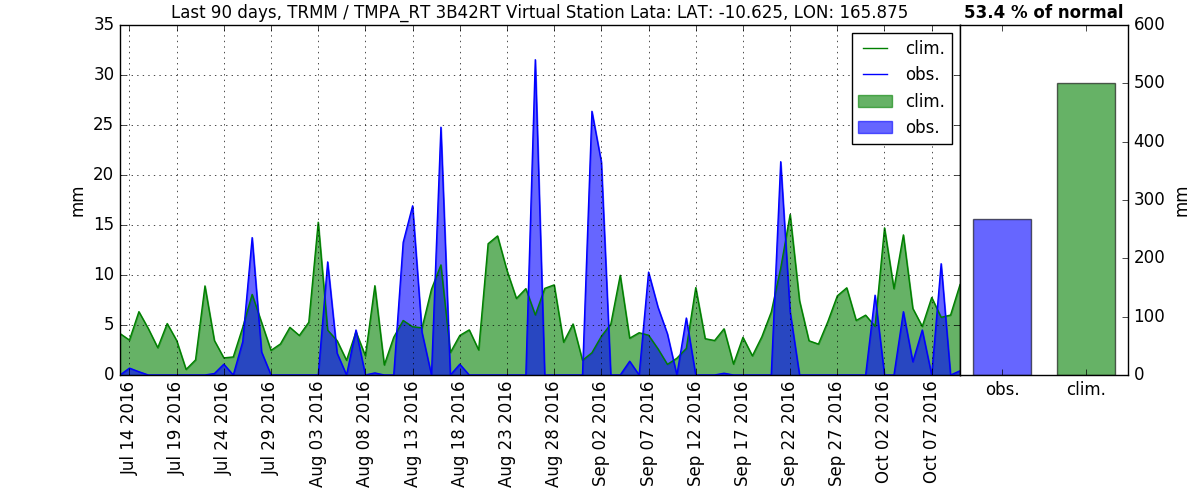 Last 90 days, TRMM / TMPA_RT 3B42RT Virtual Station Lata: LAT: -10.625, LON: 165.875
53.4 % of normal
35
30
25
20
15
10
5
0
mm
clim.
obs.
clim.
obs.
Jul 14 2016
Jul 19 2016
Jul 24 2016
Jul 29 2016
Aug 03 2016
Aug 08 2016
Aug 13 2016
Aug 18 2016
Aug 23 2016
Aug 28 2016
Sep 02 2016
Sep 07 2016
Sep 12 2016
Sep 17 2016
Sep 22 2016
Sep 27 2016
Oct 02 2016
Oct 07 2016
600
500
400
300
200
100
0
mm
obs.
clim.